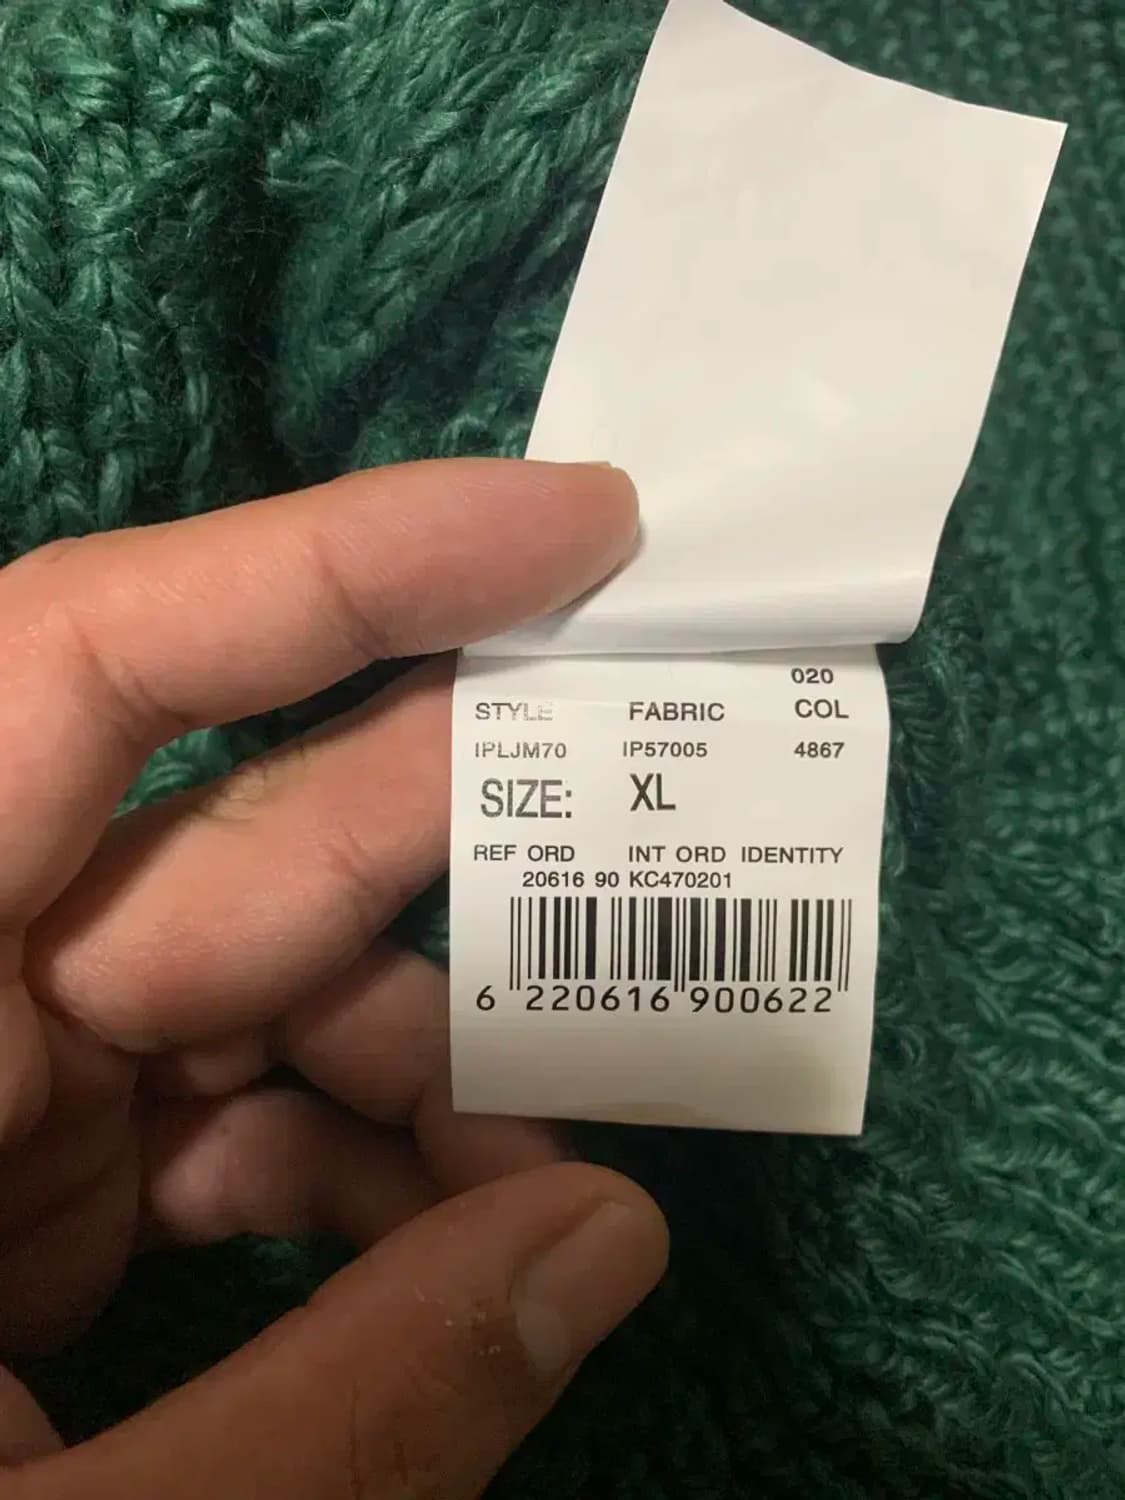 020
STYLE FABRIC COL
IPLJM70 IP57005 4867
SIZE: XL
REF ORD INT ORD IDENTITY
20616 90 KC470201
6 220616 900622